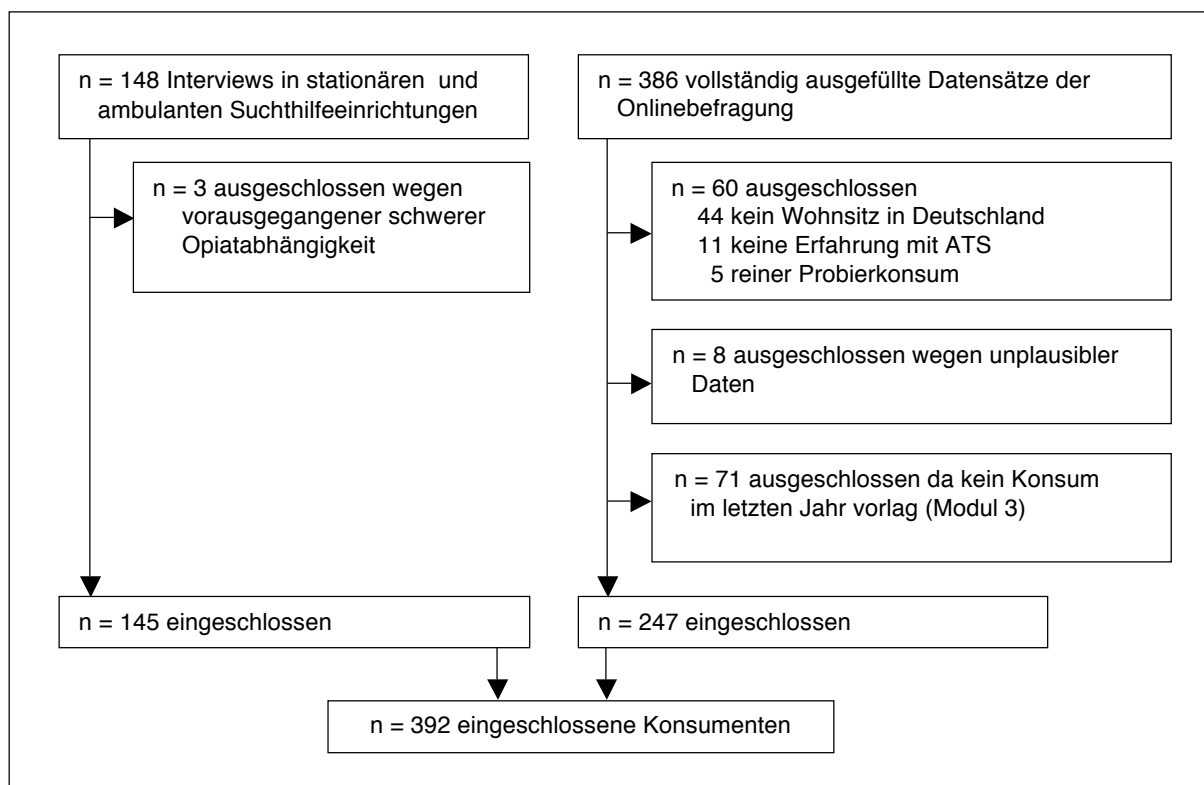 n = 148 Interviews in stationären und
ambulanten Suchthilfeeinrichtungen
n = 3 ausgeschlossen wegen
vorausgegangener schwerer
Opiatabhängigkeit
n = 145 eingeschlossen
n = 386 vollständig ausgefüllte Datensätze der
Onlinebefragung
n = 60 ausgeschlossen
44 kein Wohnsitz in Deutschland
11 keine Erfahrung mit ATS
5 reiner Probierkonsum
n = 8 ausgeschlossen wegen unplausibler
Daten
n = 71 ausgeschlossen da kein Konsum
im letzten Jahr vorlag (Modul 3)
n = 247 eingeschlossen
n = 392 eingeschlossene Konsumenten